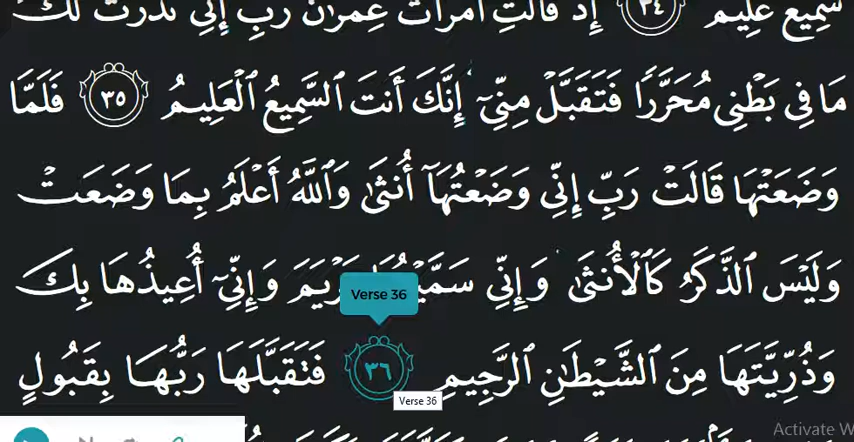 سَمِيعٌ عَلِيمٌ ٣٤ إِذْ قَالَتِ ٱمْرَأَتُ عِمْرَٰنَ رَبِّ إِنِّى نَذَرْتُ لَكَ
مَا فِى بَطْنِى مُحَرَّرًا فَتَقَبَّلْ مِنِّىٓ ۖ إِنَّكَ أَنتَ ٱلسَّمِيعُ ٱلْعَلِيمُ ٣٥ فَلَمَّا
وَضَعَتْهَا قَالَتْ رَبِّ إِنِّى وَضَعْتُهَآ أُنثَىٰ وَٱللَّهُ أَعْلَمُ بِمَا وَضَعَتْ
وَلَيْسَ ٱلذَّكَرُ كَٱلْأُنثَىٰ ۖ وَإِنِّى سَمَّيْتُهَا مَرْيَمَ وَإِنِّىٓ أُعِيذُهَا بِكَ
Verse 36
وَذُرِّيَّتَهَا مِنَ ٱلشَّيْطَٰنِ ٱلرَّجِيمِ ٣٦ فَتَقَبَّلَهَا رَبُّهَا بِقَبُولٍ
Verse 36
Activate W